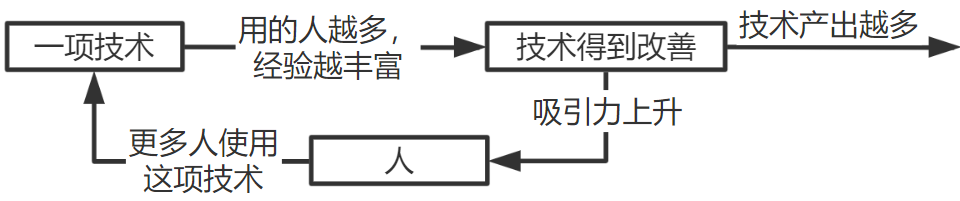 一项技术
用的人越多，
经验越丰富
技术得到改善
技术产出越多
吸引力上升
人
更多人使用
这项技术